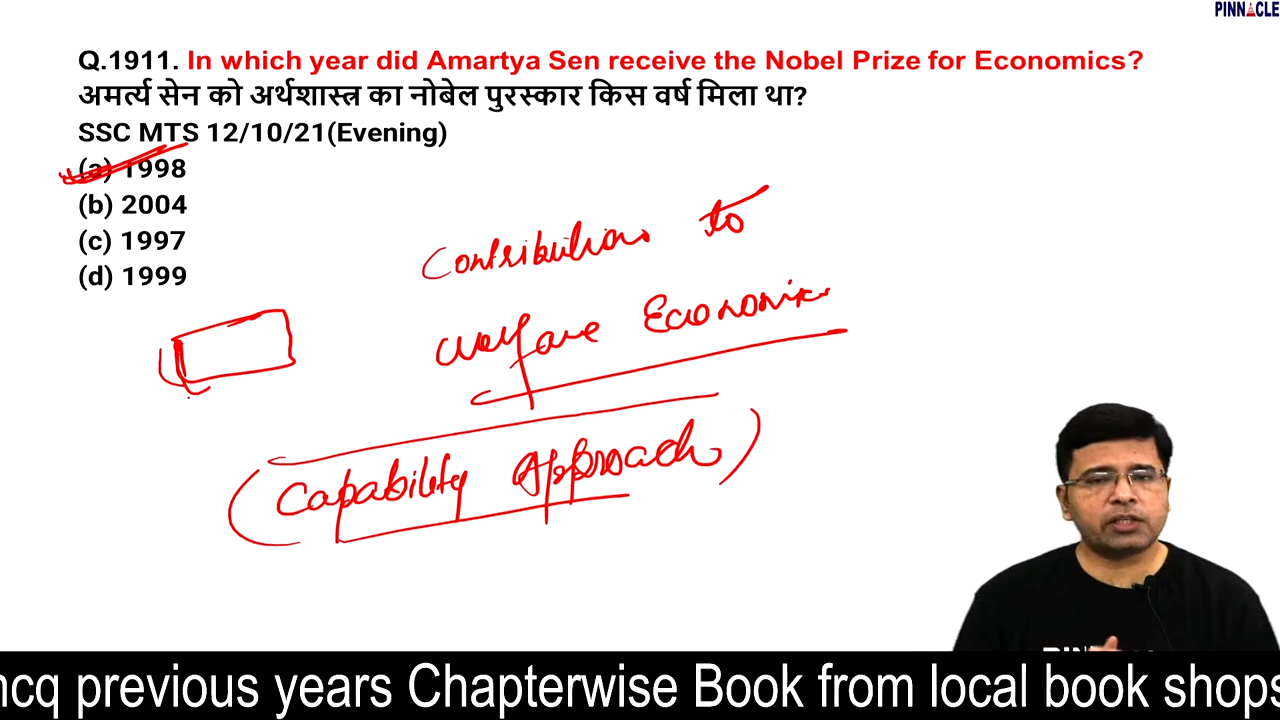 PINNACLE
Q.1911. In which year did Amartya Sen receive the Nobel Prize for Economics?
अमर्त्य सेन को अर्थशास्त्र का नोबेल पुरस्कार किस वर्ष मिला था?
SSC MTS 12/10/21(Evening)
(a) 1998
(b) 2004
(c) 1997
(d) 1999
Contributions to
Welfare Economics
(Capability Approach)
PIN
mcq previous years Chapterwise Book from local book shops